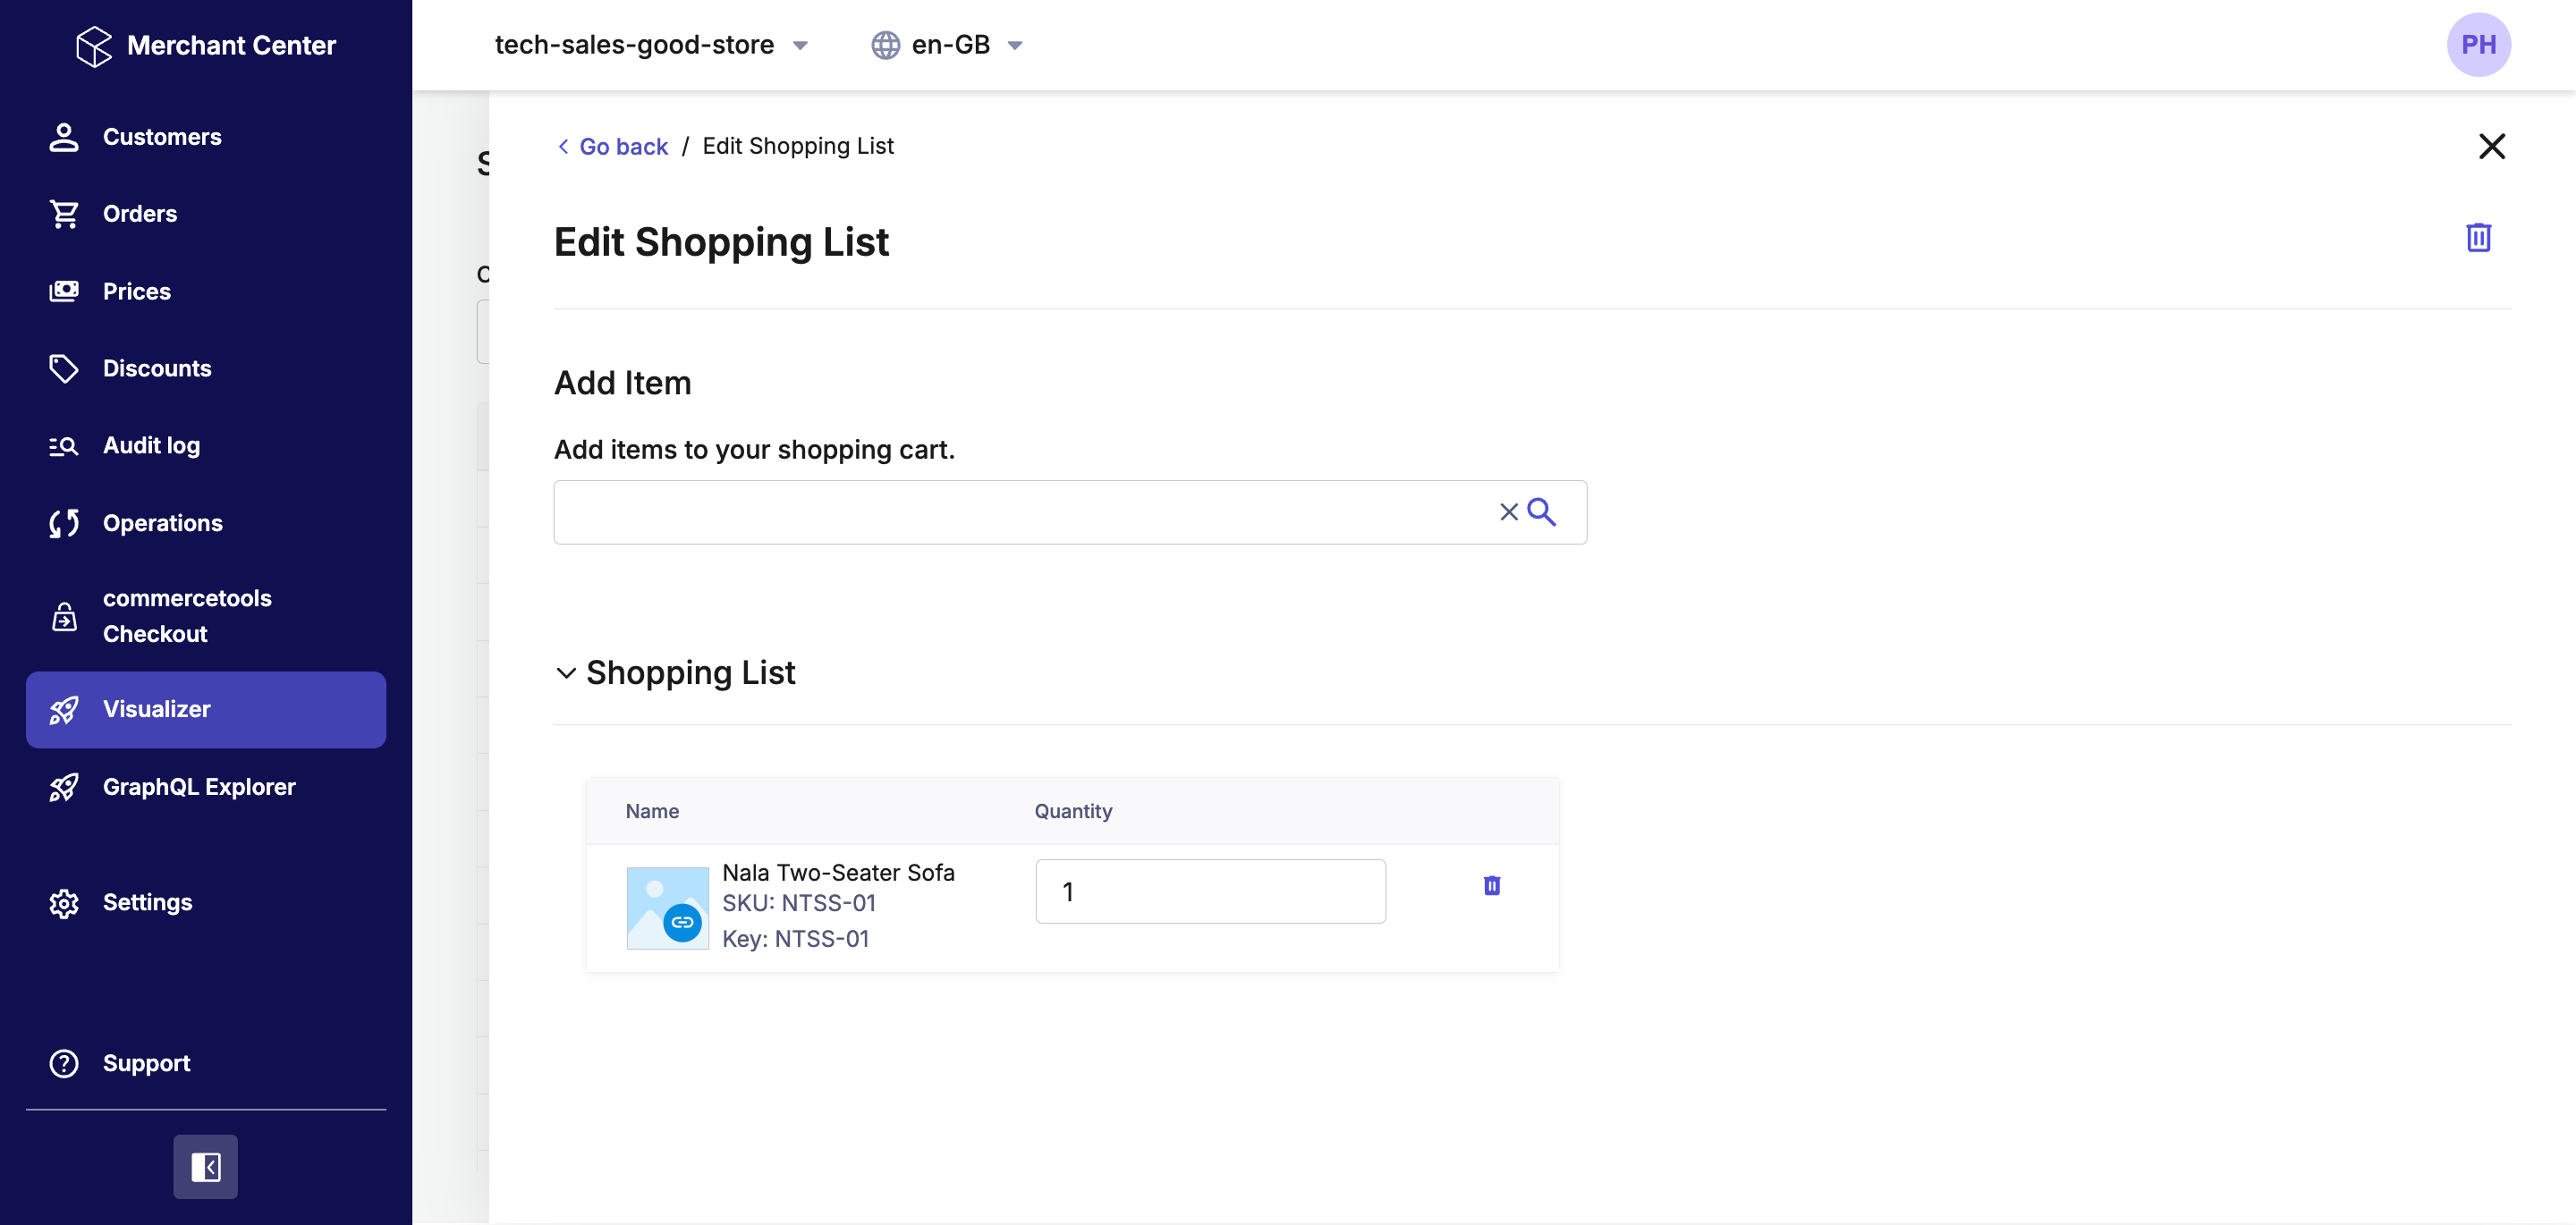 Merchant Center
tech-sales-good-store
en-GB
PH
Customers
Orders
Prices
Discounts
Audit log
Operations
commercetools
Checkout
Visualizer
GraphQL Explorer
Settings
Support
Go back / Edit Shopping List
Edit Shopping List
Add Item
Add items to your shopping cart.
Shopping List
Name Quantity
Nala Two-Seater Sofa
SKU: NTSS-01
Key: NTSS-01
1